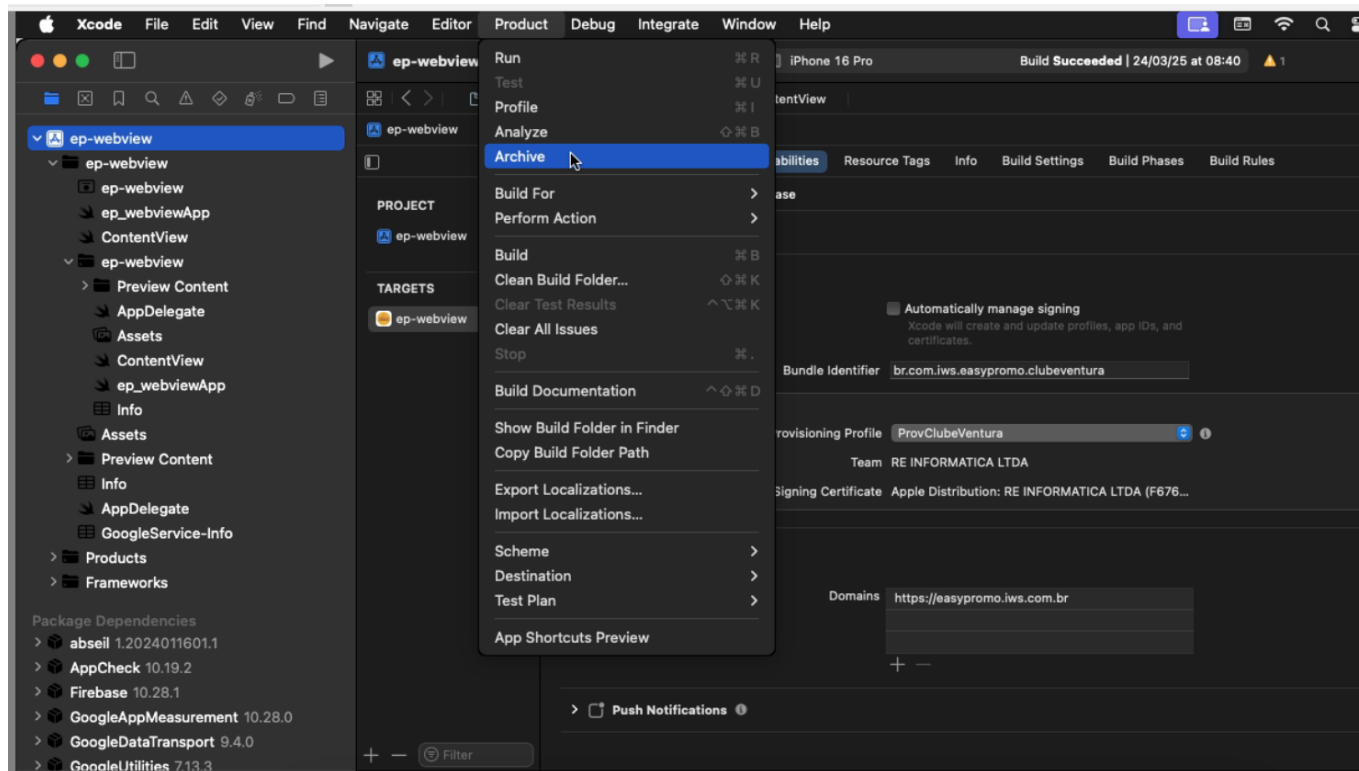 Xcode File Edit View Find Navigate Editor Product Debug Integrate Window Help
ep-webview
iPhone 16 Pro
Build Succeeded | 24/03/25 at 08:40
1
ep-webview
ep-webview
ep-webview
ep_webviewApp
ContentView
ep-webview
Preview Content
AppDelegate
Assets
ContentView
ep_webviewApp
Info
Assets
Preview Content
Info
AppDelegate
GoogleService-Info
Products
Frameworks
Package Dependencies
abseil 1.2024011601.1
AppCheck 10.19.2
Firebase 10.28.1
GoogleAppMeasurement 10.28.0
GoogleDataTransport 9.4.0
GoogleUtilities 7.13.3
ep-webview
PROJECT
ep-webview
TARGETS
ep-webview
Filter
Run ⌘R
Test ⌘U
Profile ⌘I
Analyze ⇧⌘B
Archive
Build For
Perform Action
Build ⌘B
Clean Build Folder... ⇧⌘K
Clear Test Results ^⌥⌘K
Clear All Issues
Stop ⌘.
Build Documentation ^⇧⌘D
Show Build Folder in Finder
Copy Build Folder Path
Export Localizations...
Import Localizations...
Scheme
Destination
Test Plan
App Shortcuts Preview
tentView
abilities Resource Tags Info Build Settings Build Phases Build Rules
ase
Automatically manage signing
Xcode will create and update profiles, app IDs, and
certificates.
Bundle Identifier br.com.iws.easypromo.clubeventura
rovisioning Profile ProvClubeVentura
Team RE INFORMATICA LTDA
Signing Certificate Apple Distribution: RE INFORMATICA LTDA (F676...
Domains https://easypromo.iws.com.br
Push Notifications